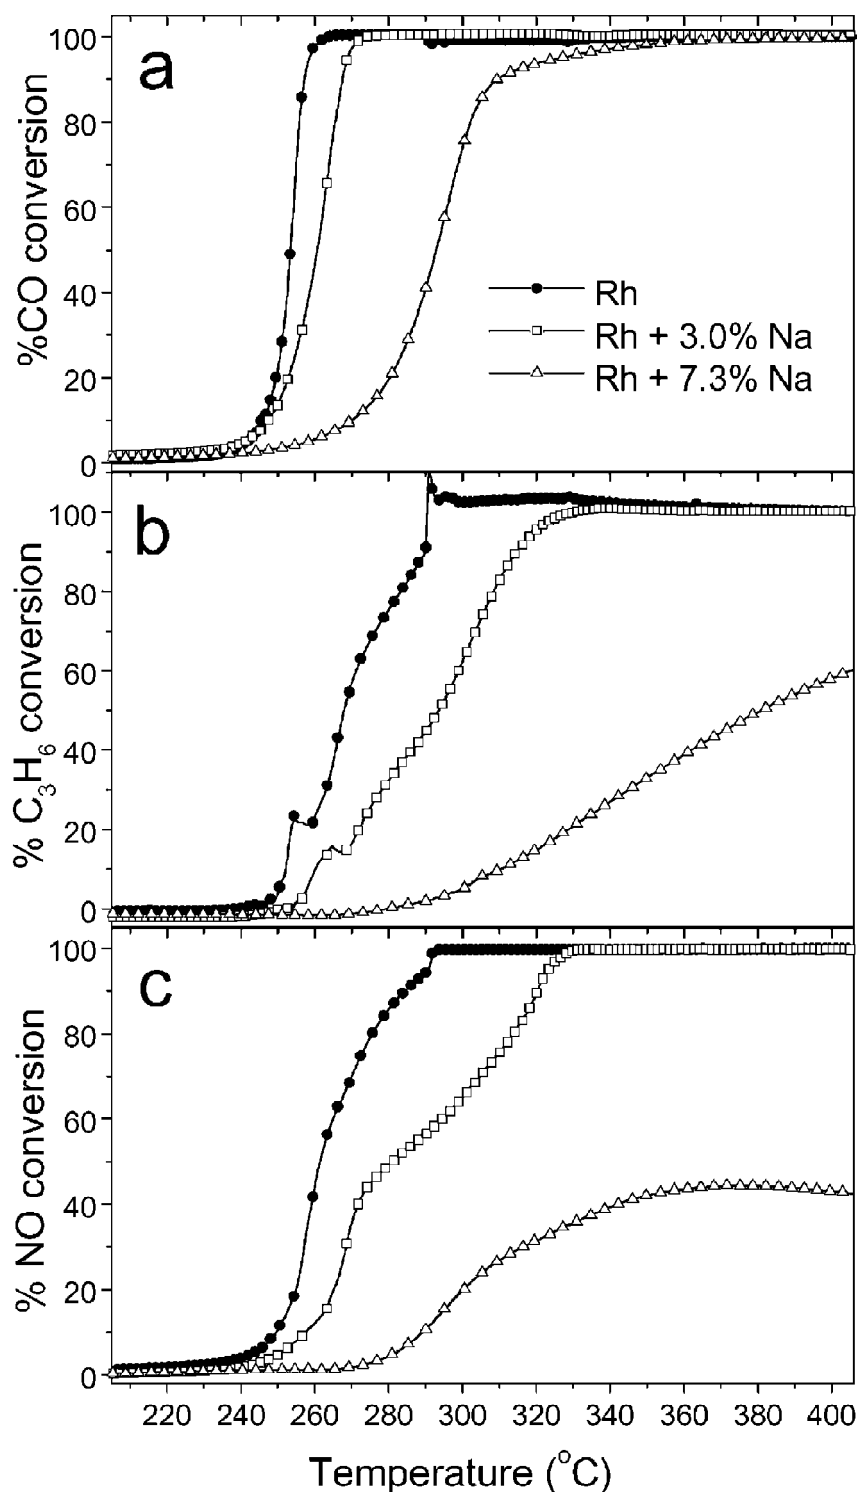 a
%CO conversion
100
80
60
40
20
0
Rh
Rh + 3.0% Na
Rh + 7.3% Na
b
% C₃H₆ conversion
100
80
60
40
20
0
c
% NO conversion
100
80
60
40
20
0
220 240 260 280 300 320 340 360 380 400
Temperature (°C)